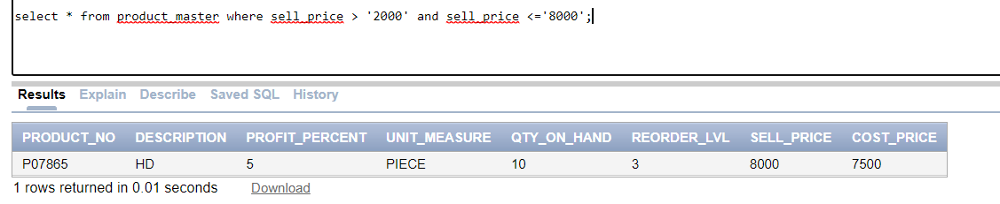 select * from product_master where sell_price > '2000' and sell_price <='8000';
Results Explain Describe Saved SQL History
PRODUCT_NO DESCRIPTION PROFIT_PERCENT UNIT_MEASURE QTY_ON_HAND REORDER_LVL SELL_PRICE COST_PRICE
P07865 HD 5 PIECE 10 3 8000 7500
1 rows returned in 0.01 seconds Download